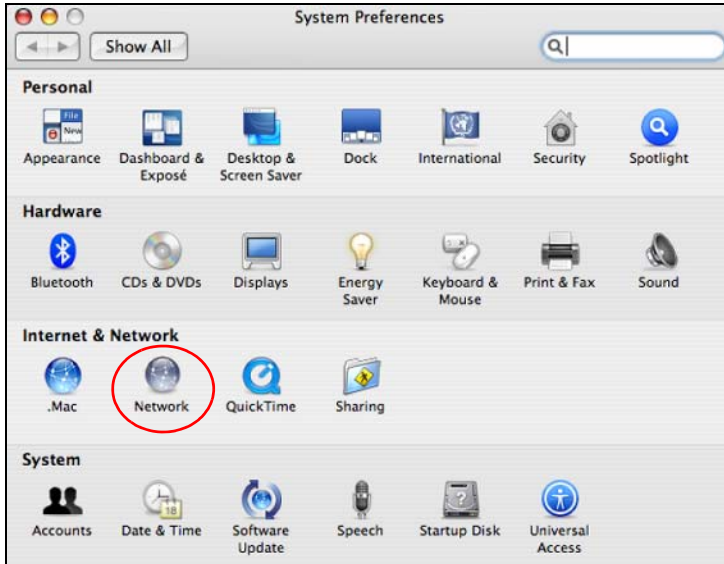 System Preferences
Show All
Personal
File
New
Appearance Dashboard & Exposé Desktop & Screen Saver Dock International Security Spotlight
Hardware
Bluetooth CDs & DVDs Displays Energy Saver Keyboard & Mouse Print & Fax Sound
Internet & Network
.Mac Network QuickTime Sharing
System
18
?
Accounts Date & Time Software Update Speech Startup Disk Universal Access